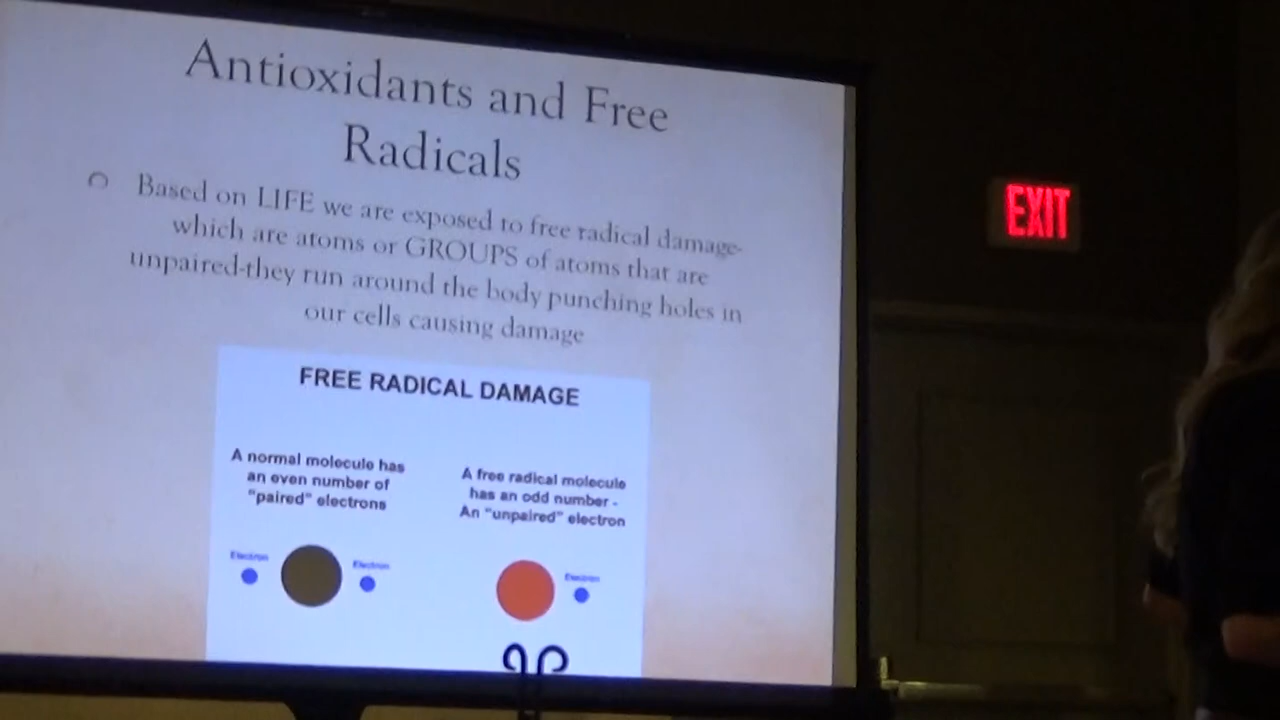 Antioxidants and Free
Radicals
Based on LIFE we are exposed to free radical damage-
which are atoms or GROUPS of atoms that are
unpaired-they run around the body punching holes in
our cells causing damage
FREE RADICAL DAMAGE
A normal molecule has
an even number of
"paired" electrons
A free radical molecule
has an odd number -
An "unpaired" electron
Electron
Electron
Electron
EXIT